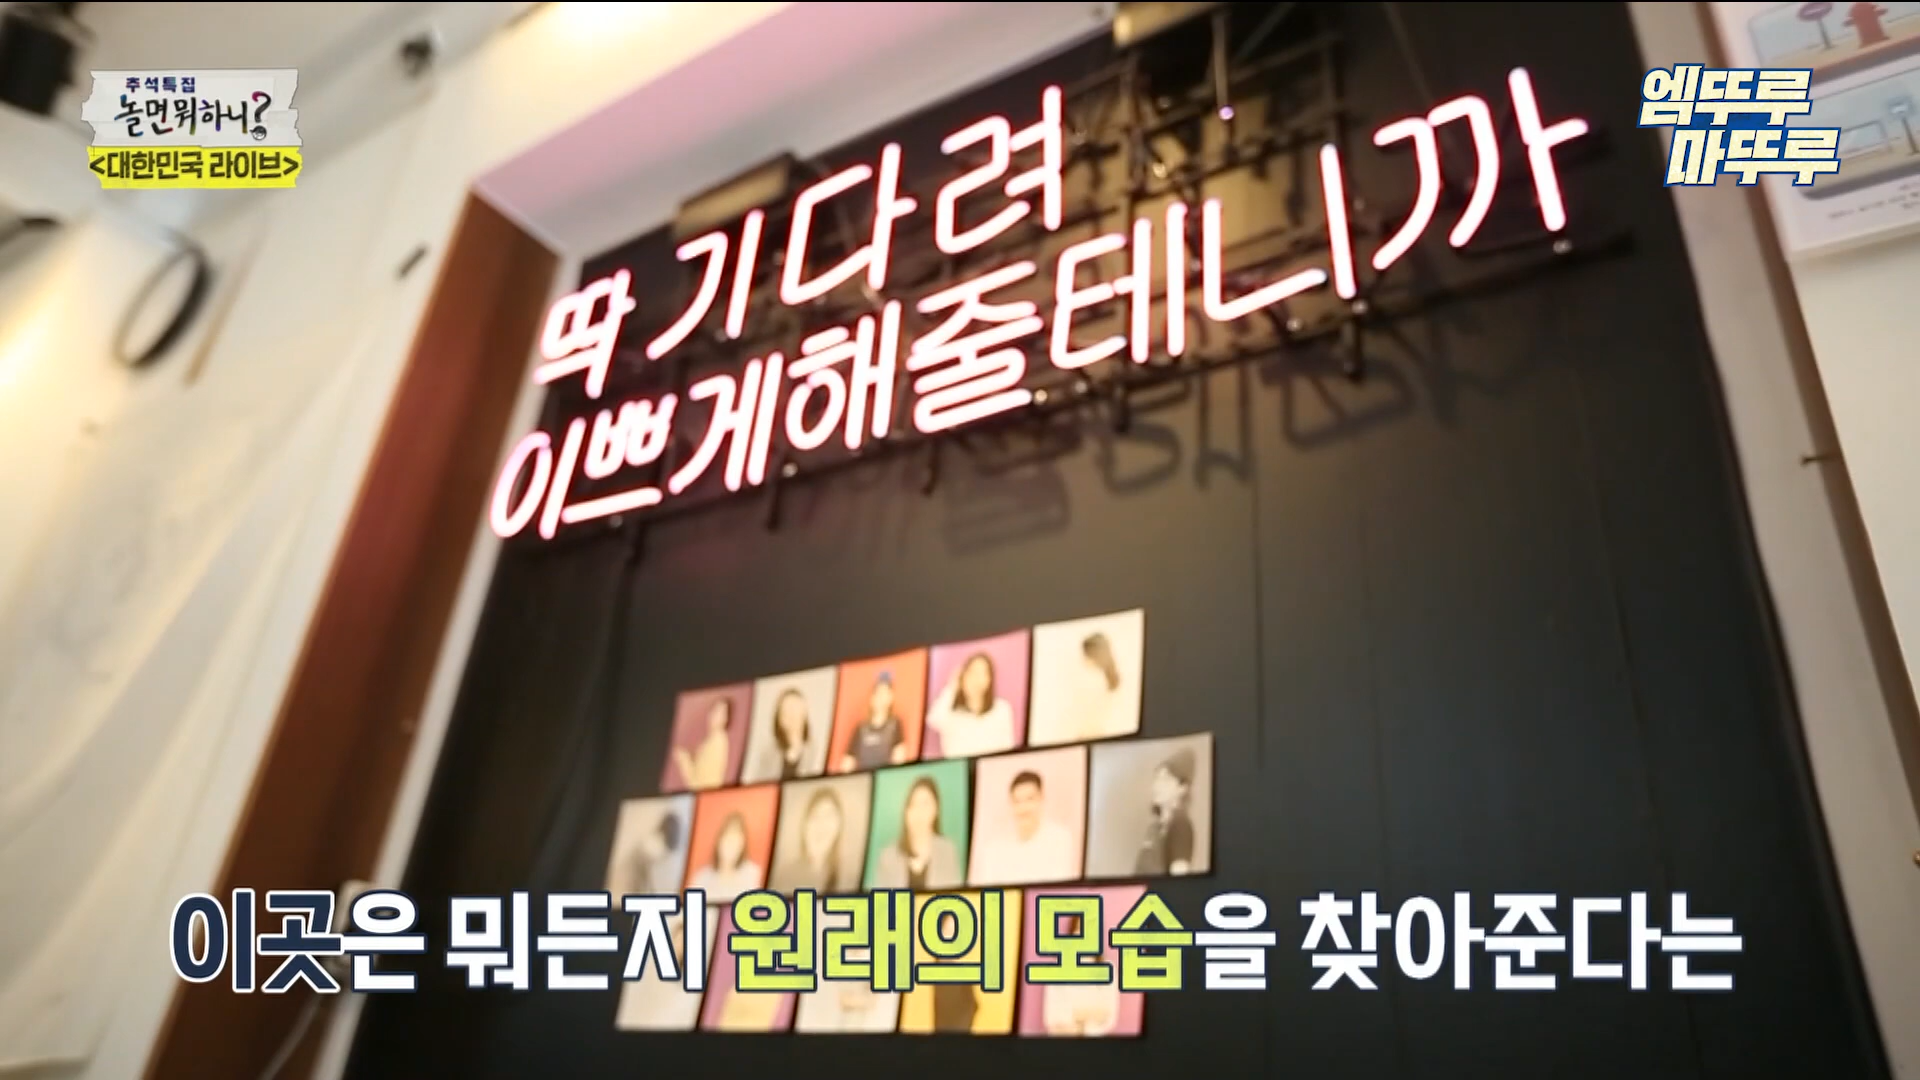 추석특집
놀면뭐하니?
<대한민국 라이브>
엠뚜루
마뚜루
딱 기다려
이쁘게해줄테니까
이곳은 뭐든지 원래의 모습을 찾아준다는